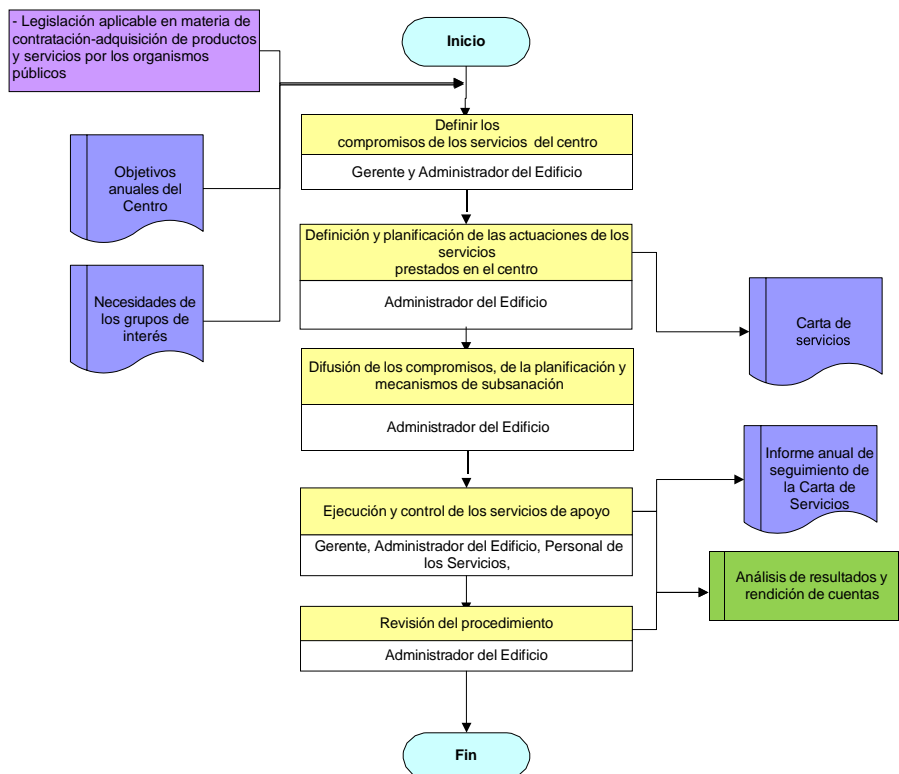 - Legislación aplicable en materia de
contratación-adquisición de productos
y servicios por los organismos
públicos
Inicio
Definir los
compromisos de los servicios del centro
Gerente y Administrador del Edificio
Objetivos
anuales del
Centro
Definición y planificación de las actuaciones de los
servicios
prestados en el centro
Administrador del Edificio
Necesidades de
los grupos de
interés
Carta de
servicios
Difusión de los compromisos, de la planificación y
mecanismos de subsanación
Administrador del Edificio
Informe anual de
seguimiento de
la Carta de
Servicios
Ejecución y control de los servicios de apoyo
Gerente, Administrador del Edificio, Personal de
los Servicios,
Análisis de resultados y
rendición de cuentas
Revisión del procedimiento
Administrador del Edificio
Fin